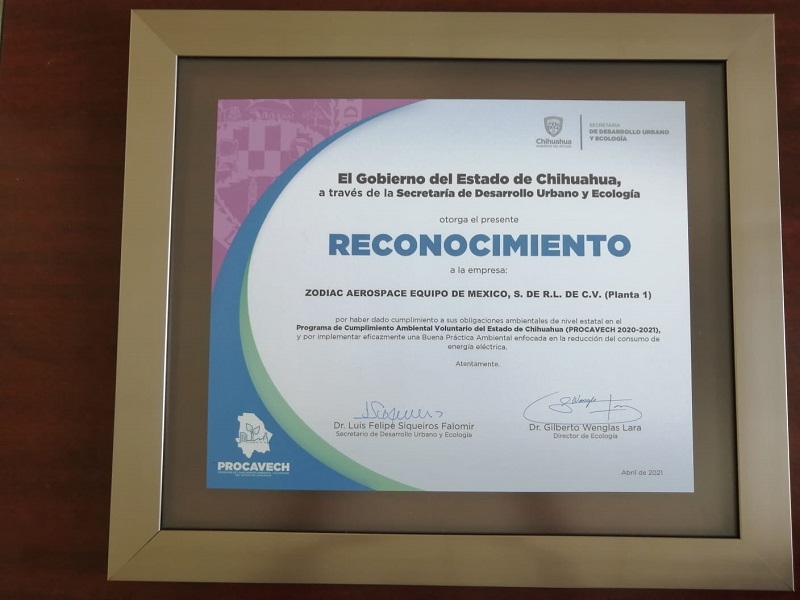 Chihuahua
SECRETARÍA
DE DESARROLLO URBANO
Y ECOLOGÍA
El Gobierno del Estado de Chihuahua,
a través de la Secretaría de Desarrollo Urbano y Ecología
otorga el presente
RECONOCIMIENTO
a la empresa:
ZODIAC AEROSPACE EQUIPO DE MEXICO, S. DE R.L. DE C.V. (Planta 1)
por haber dado cumplimiento a sus obligaciones ambientales de nivel estatal en el
Programa de Cumplimiento Ambiental Voluntario del Estado de Chihuahua (PROCAVECH 2020-2021),
y por implementar eficazmente una Buena Práctica Ambiental enfocada en la reducción del consumo de
energía eléctrica.
Atentamente.
Dr. Luis Felipe Siqueiros Falomir
Secretario de Desarrollo Urbano y Ecología
Dr. Gilberto Wenglas Lara
Director de Ecología
PROCAVECH
Abril de 2021